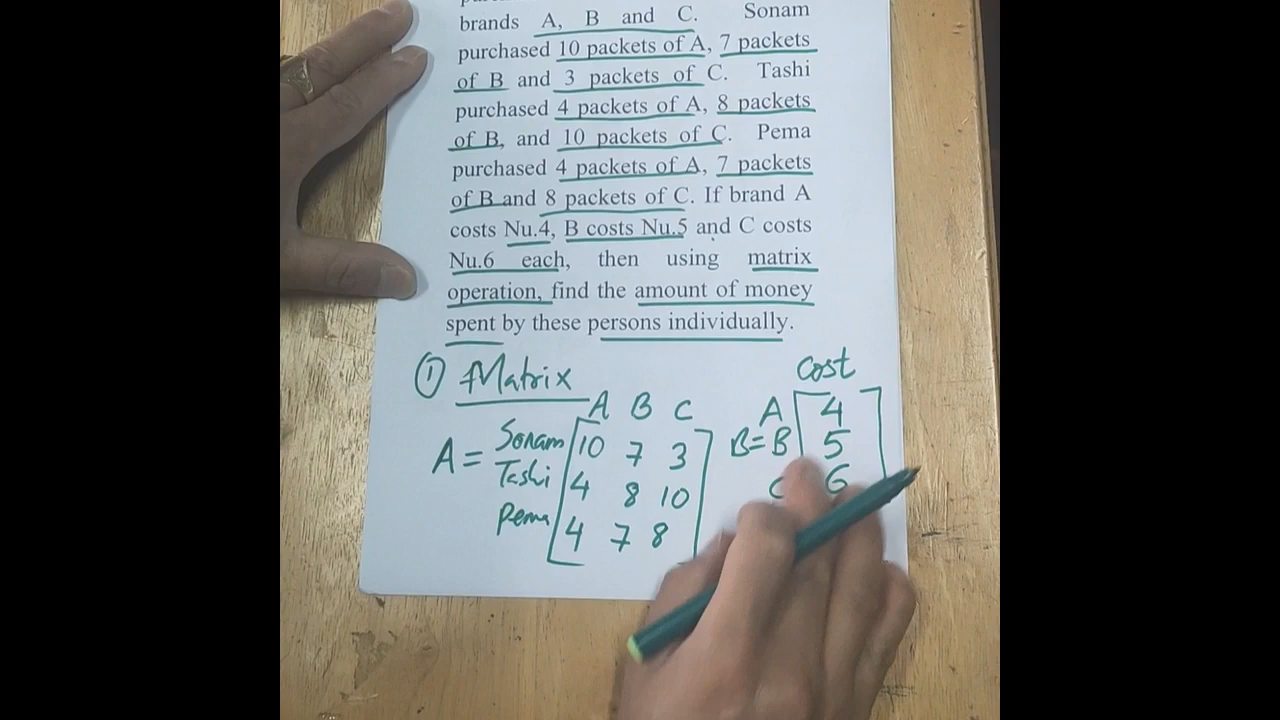 brands A, B and C. Sonam
purchased 10 packets of A, 7 packets
of B and 3 packets of C. Tashi
purchased 4 packets of A, 8 packets
of B, and 10 packets of C. Pema
purchased 4 packets of A, 7 packets
of B and 8 packets of C. If brand A
costs Nu.4, B costs Nu.5 and C costs
Nu.6 each, then using matrix
operation, find the amount of money
spent by these persons individually.
① Matrix
cost
A B C
A = Sonam 10 7 3
Tashi 4 8 10
Pema 4 7 8
A 4
B = B 5
C 6